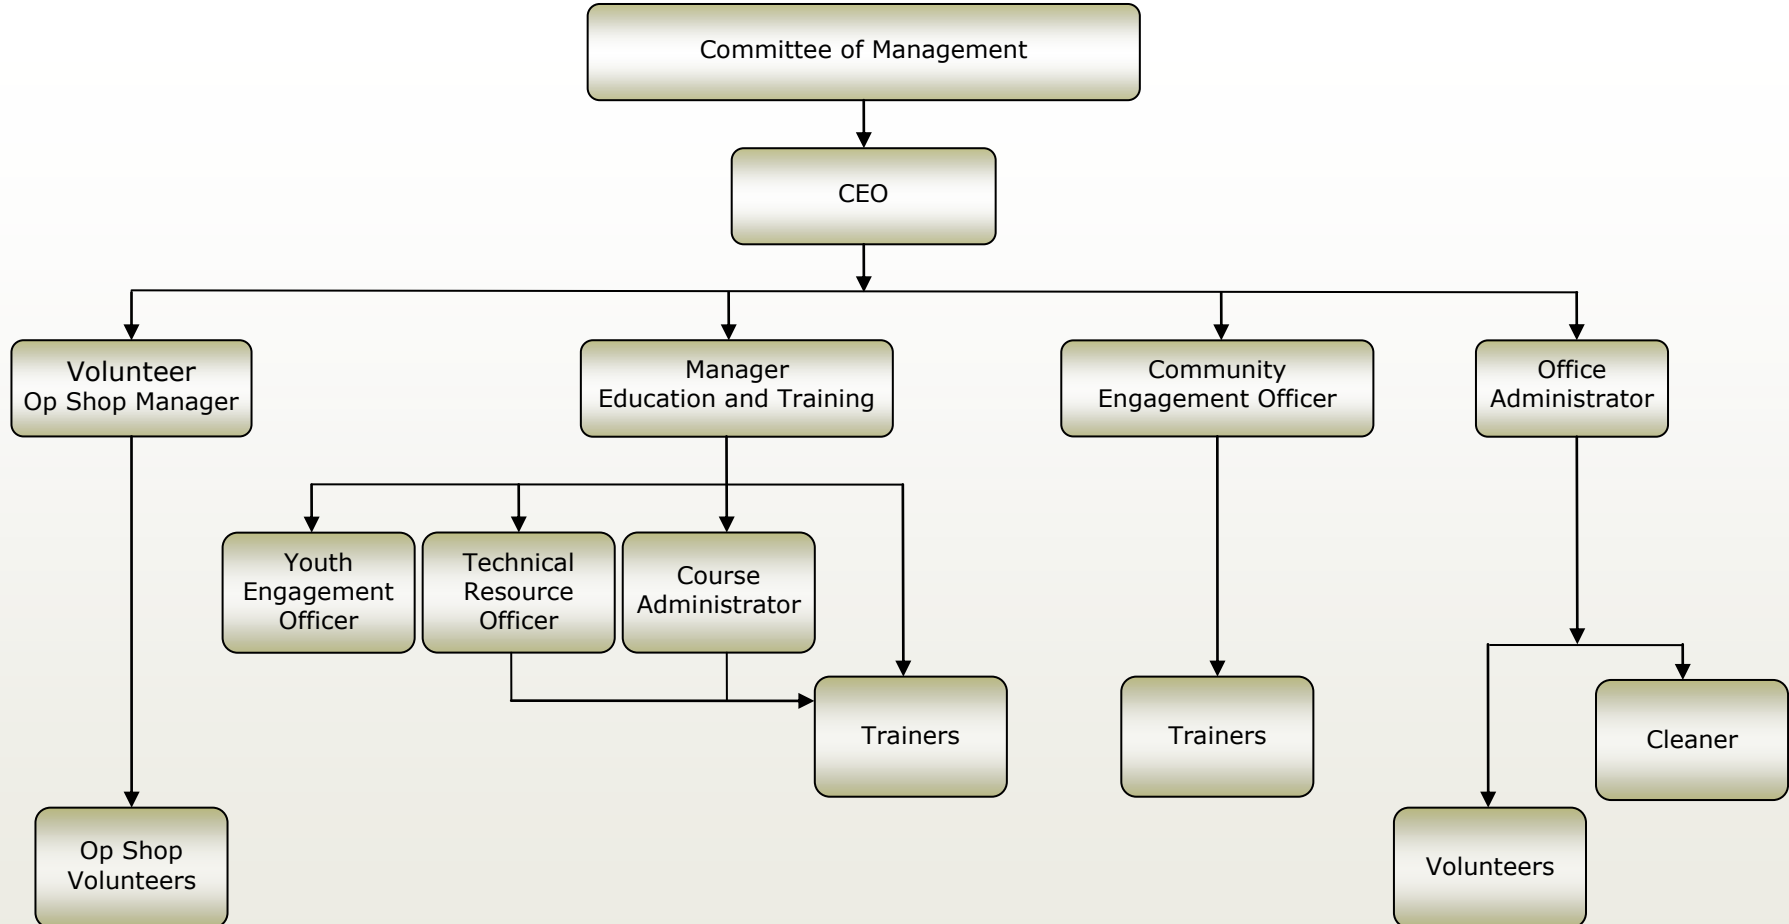 Committee of Management
CEO
Volunteer
Op Shop Manager
Manager
Education and Training
Community
Engagement Officer
Office
Administrator
Youth
Engagement
Officer
Technical
Resource
Officer
Course
Administrator
Trainers
Trainers
Cleaner
Op Shop
Volunteers
Volunteers